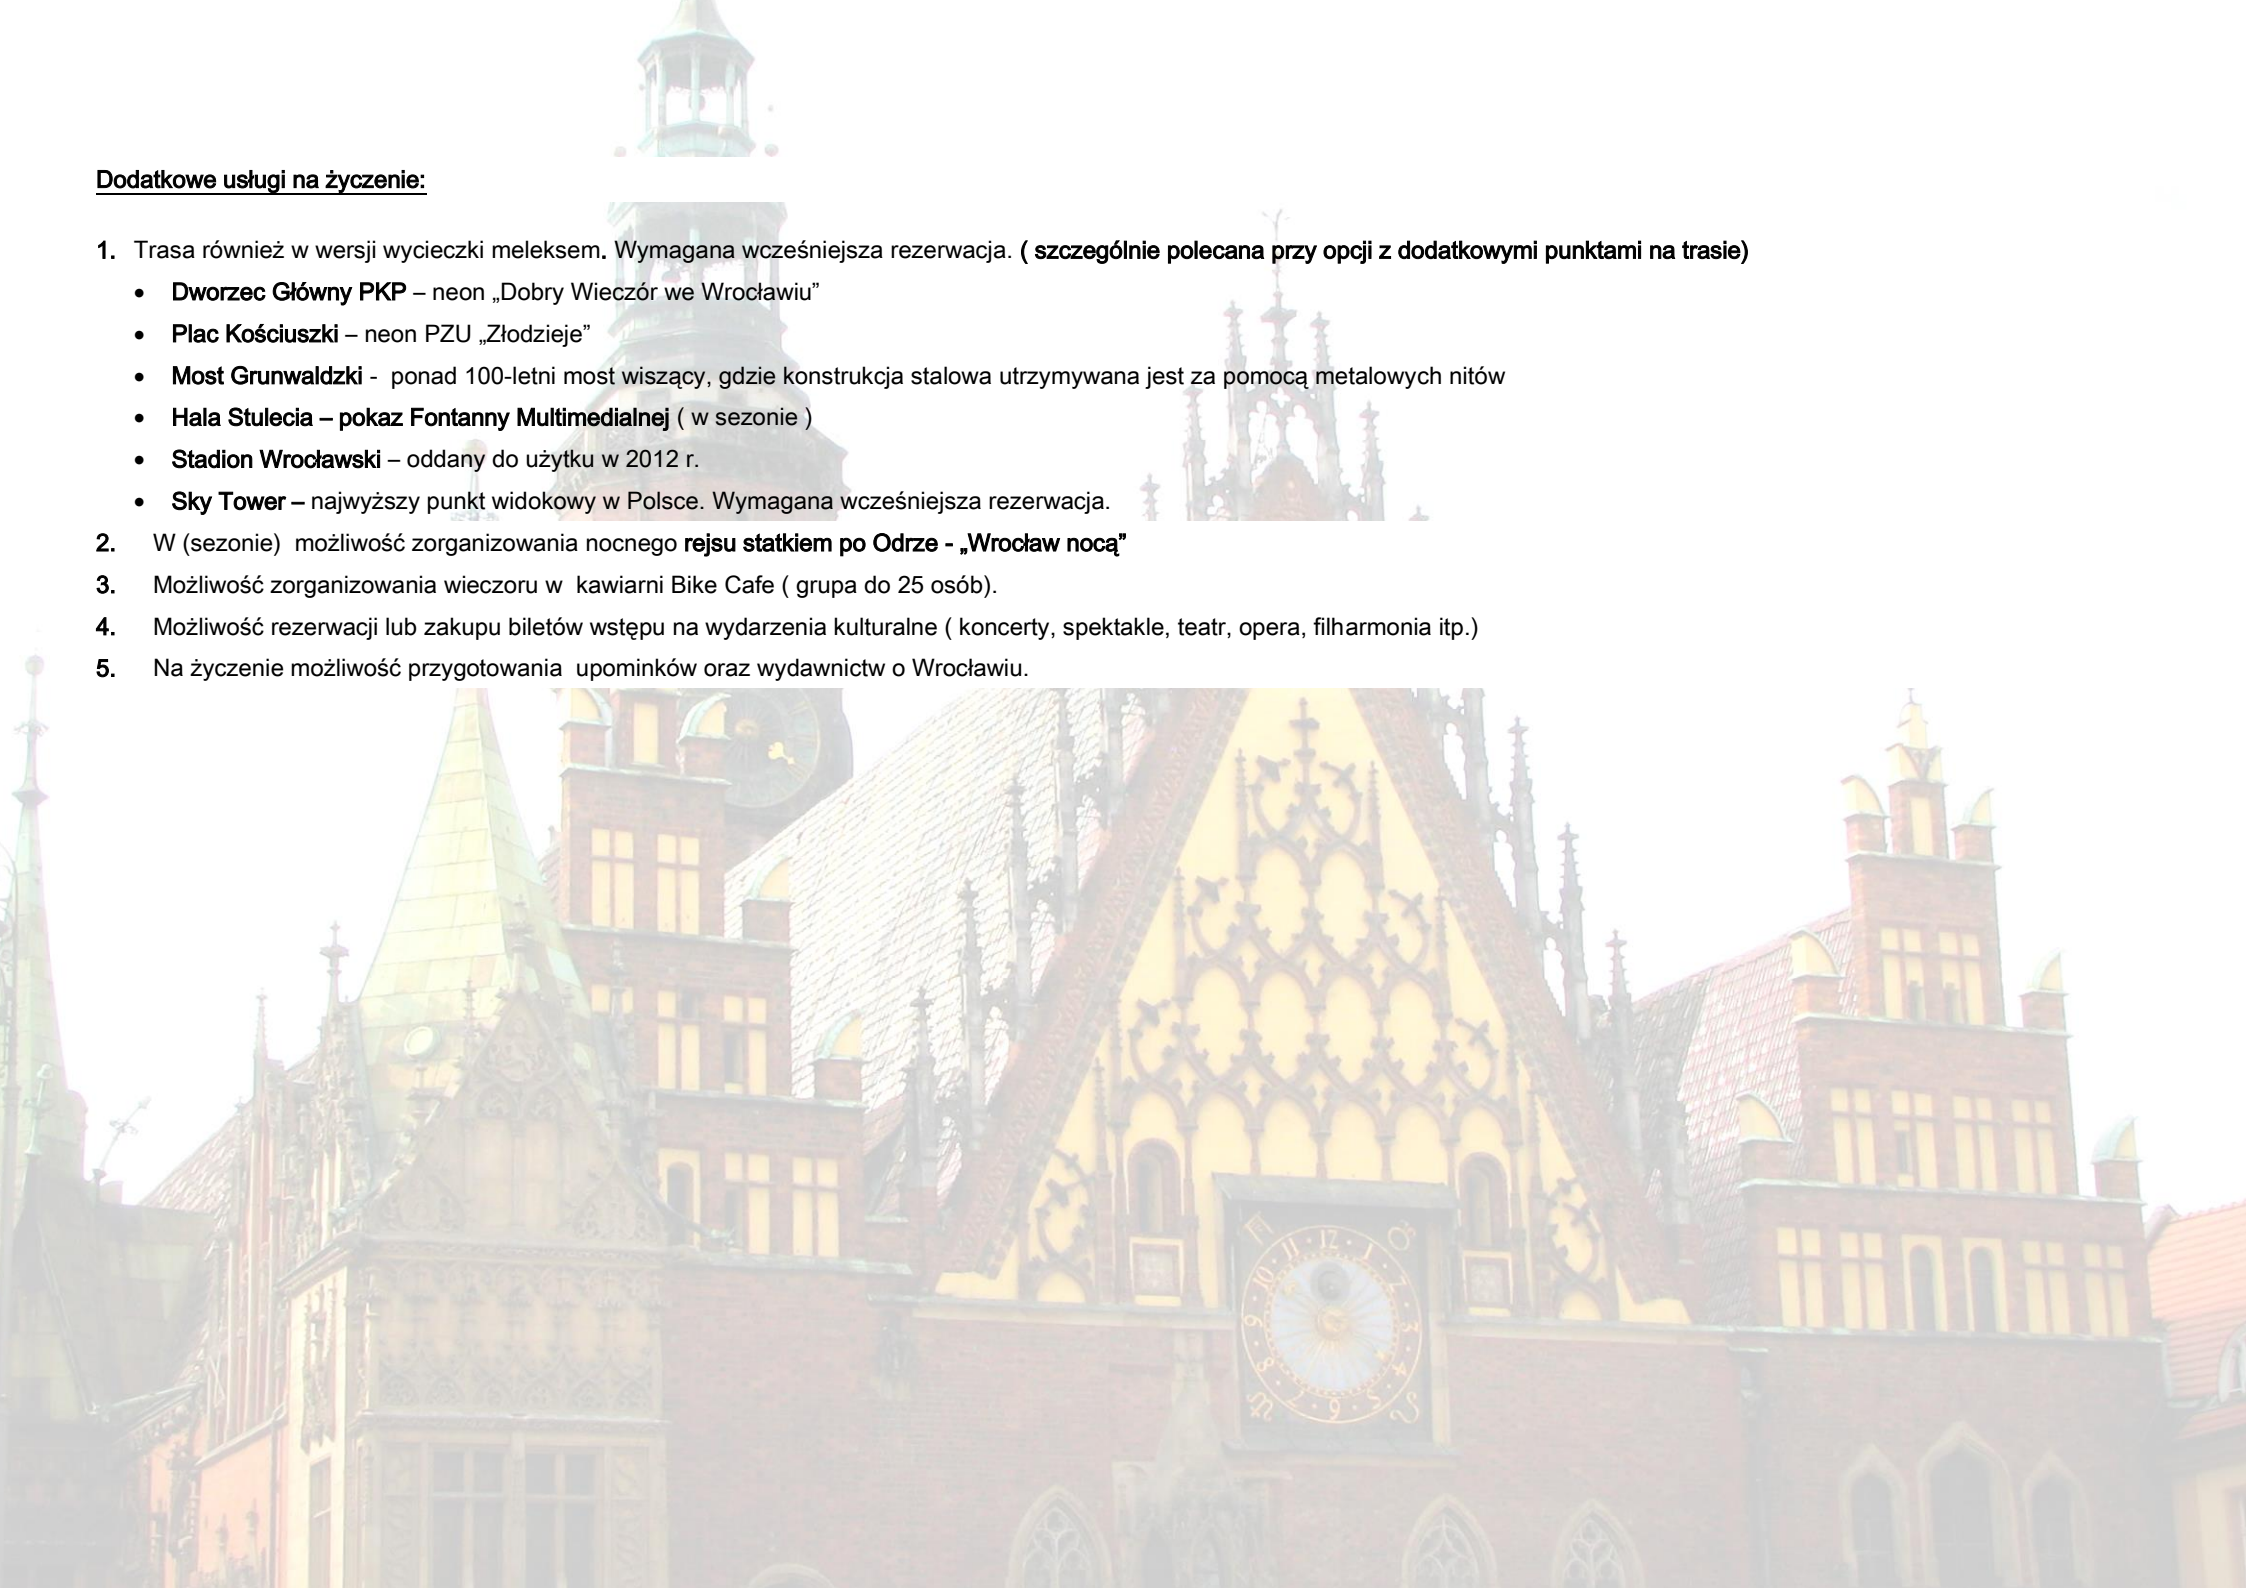 Dodatkowe usługi na życzenie:
1. Trasa również w wersji wycieczki meleksem. Wymagana wcześniejsza rezerwacja. ( szczególnie polecana przy opcji z dodatkowymi punktami na trasie)
• Dworzec Główny PKP – neon „Dobry Wieczór we Wrocławiu”
• Plac Kościuszki – neon PZU „Złodzieje”
• Most Grunwaldzki - ponad 100-letni most wiszący, gdzie konstrukcja stalowa utrzymywana jest za pomocą metalowych nitów
• Hala Stulecia – pokaz Fontanny Multimedialnej ( w sezonie )
• Stadion Wrocławski – oddany do użytku w 2012 r.
• Sky Tower – najwyższy punkt widokowy w Polsce. Wymagana wcześniejsza rezerwacja.
2. W (sezonie) możliwość zorganizowania nocnego rejsu statkiem po Odrze - „Wrocław nocą”
3. Możliwość zorganizowania wieczoru w kawiarni Bike Cafe ( grupa do 25 osób).
4. Możliwość rezerwacji lub zakupu biletów wstępu na wydarzenia kulturalne ( koncerty, spektakle, teatr, opera, filharmonia itp.)
5. Na życzenie możliwość przygotowania upominków oraz wydawnictw o Wrocławiu.